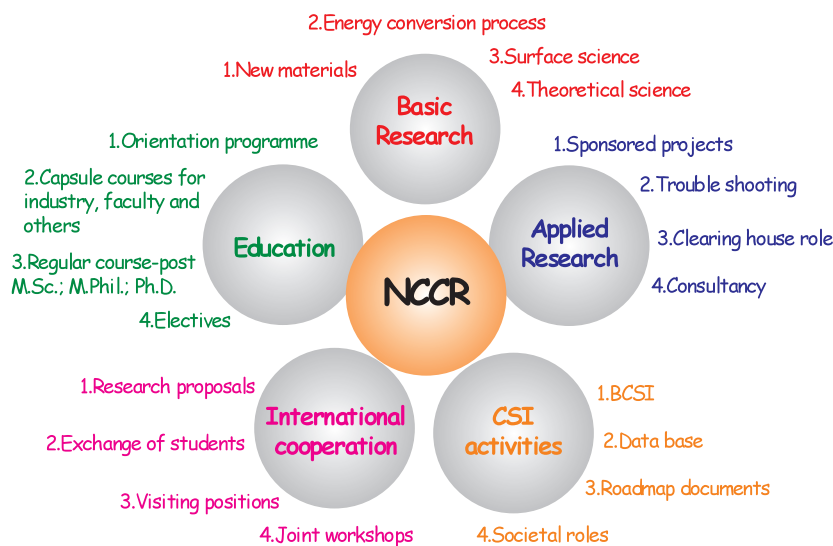 2.Energy conversion process
1.New materials
3.Surface science
4.Theoretical science
Basic
Research
1.Orientation programme
2.Capsule courses for
industry, faculty and
others
3.Regular course-post
M.Sc.; M.Phil.; Ph.D.
4.Electives
Education
1.Sponsored projects
2.Trouble shooting
3.Clearing house role
4.Consultancy
Applied
Research
NCCR
1.Research proposals
2.Exchange of students
3.Visiting positions
4.Joint workshops
International
cooperation
CSI
activities
1.BCSI
2.Data base
3.Roadmap documents
4.Societal roles